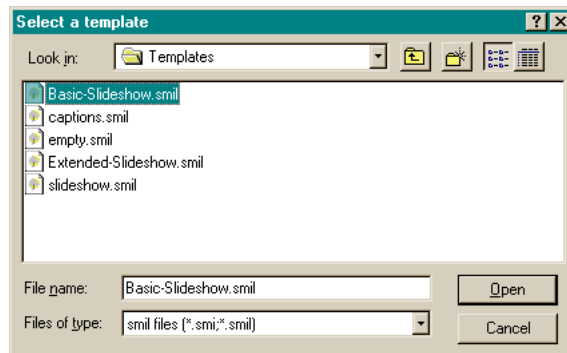 Select a template
Look in: Templates
Basic-Slideshow.smil
captions.smil
empty.smil
Extended-Slideshow.smil
slideshow.smil
File name: Basic-Slideshow.smil Open
Files of type: smil files (*.smi;*.smil) Cancel